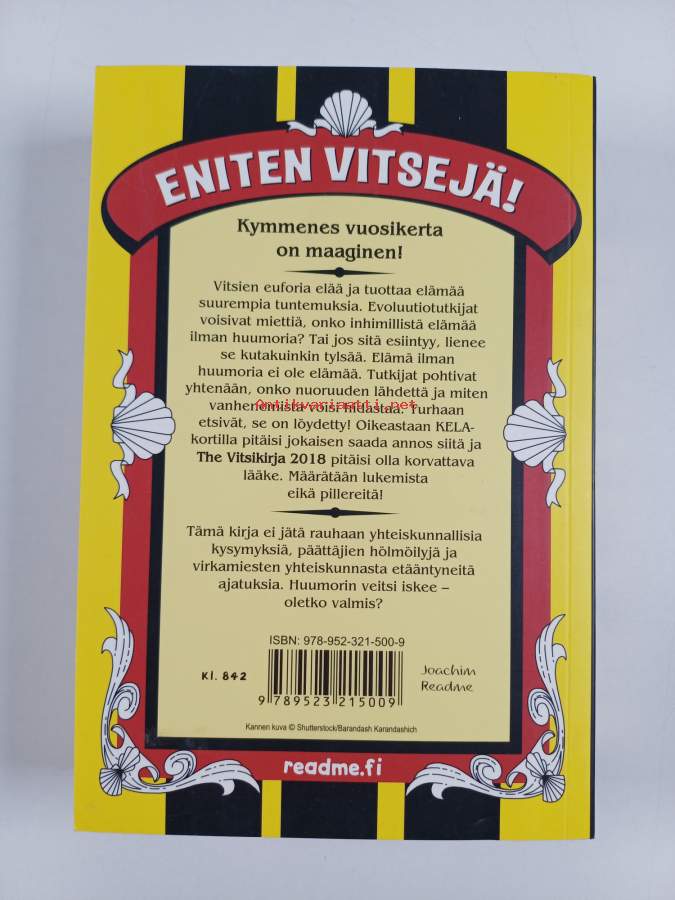 ENITEN VITSEJÄ!
Kymmenes vuosikerta
on maaginen!
Vitsien euforia elää ja tuottaa elämää
suurempia tuntemuksia. Evoluutiotutkijat
voisivat miettiä, onko inhimillistä elämää
ilman huumoria? Tai jos sitä esiintyy, lienee
se kutakuinkin tylsää. Elämä ilman
huumoria ei ole elämää. Tutkijat pohtivat
yhtenään, onko nuoruuden lähdettä ja miten
vanhenemista voisi hidastaa. Turhaan
Antikvariaatti.net
etsivät, se on löydetty! Oikeastaan KELA-
kortilla pitäisi jokaisen saada annos siitä ja
The Vitsikirja 2018 pitäisi olla korvattava
lääke. Määrätään lukemista
eikä pillereitä!
Tämä kirja ei jätä rauhaan yhteiskunnallisia
kysymyksiä, päättäjien hölmöilyjä ja
virkamiesten yhteiskunnasta etääntyneitä
ajatuksia. Huumorin veitsi iskee –
oletko valmis?
ISBN: 978-952-321-500-9
Kl. 842
Joachim
Readme
9 789523 215009
Kannen kuva © Shutterstock/Barandash Karandashich
readme.fi